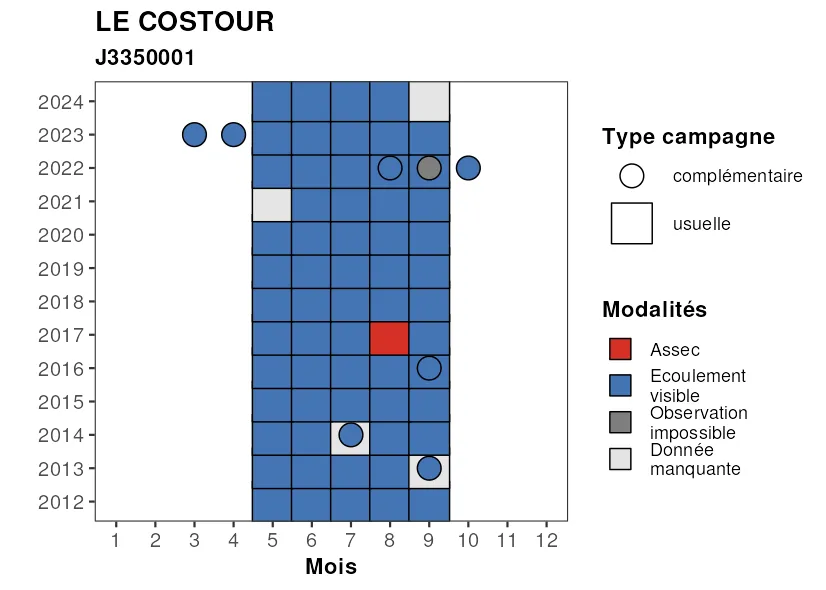 LE COSTOUR
J3350001
2024
2023
2022
2021
2020
2019
2018
2017
2016
2015
2014
2013
2012
1 2 3 4 5 6 7 8 9 10 11 12
Mois
Type campagne
complémentaire
usuelle
Modalités
Assec
Ecoulement
visible
Observation
impossible
Donnée
manquante